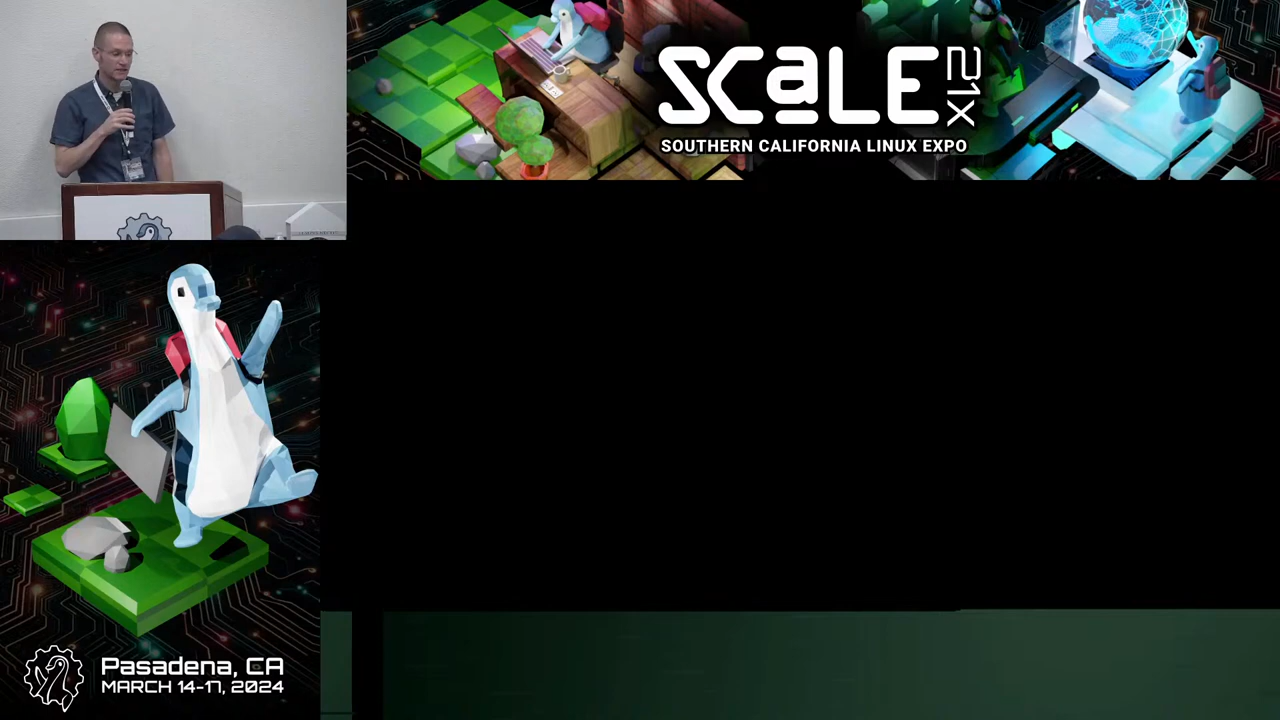 SCALE 21X
SOUTHERN CALIFORNIA LINUX EXPO
Pasadena, CA
MARCH 14-17, 2024